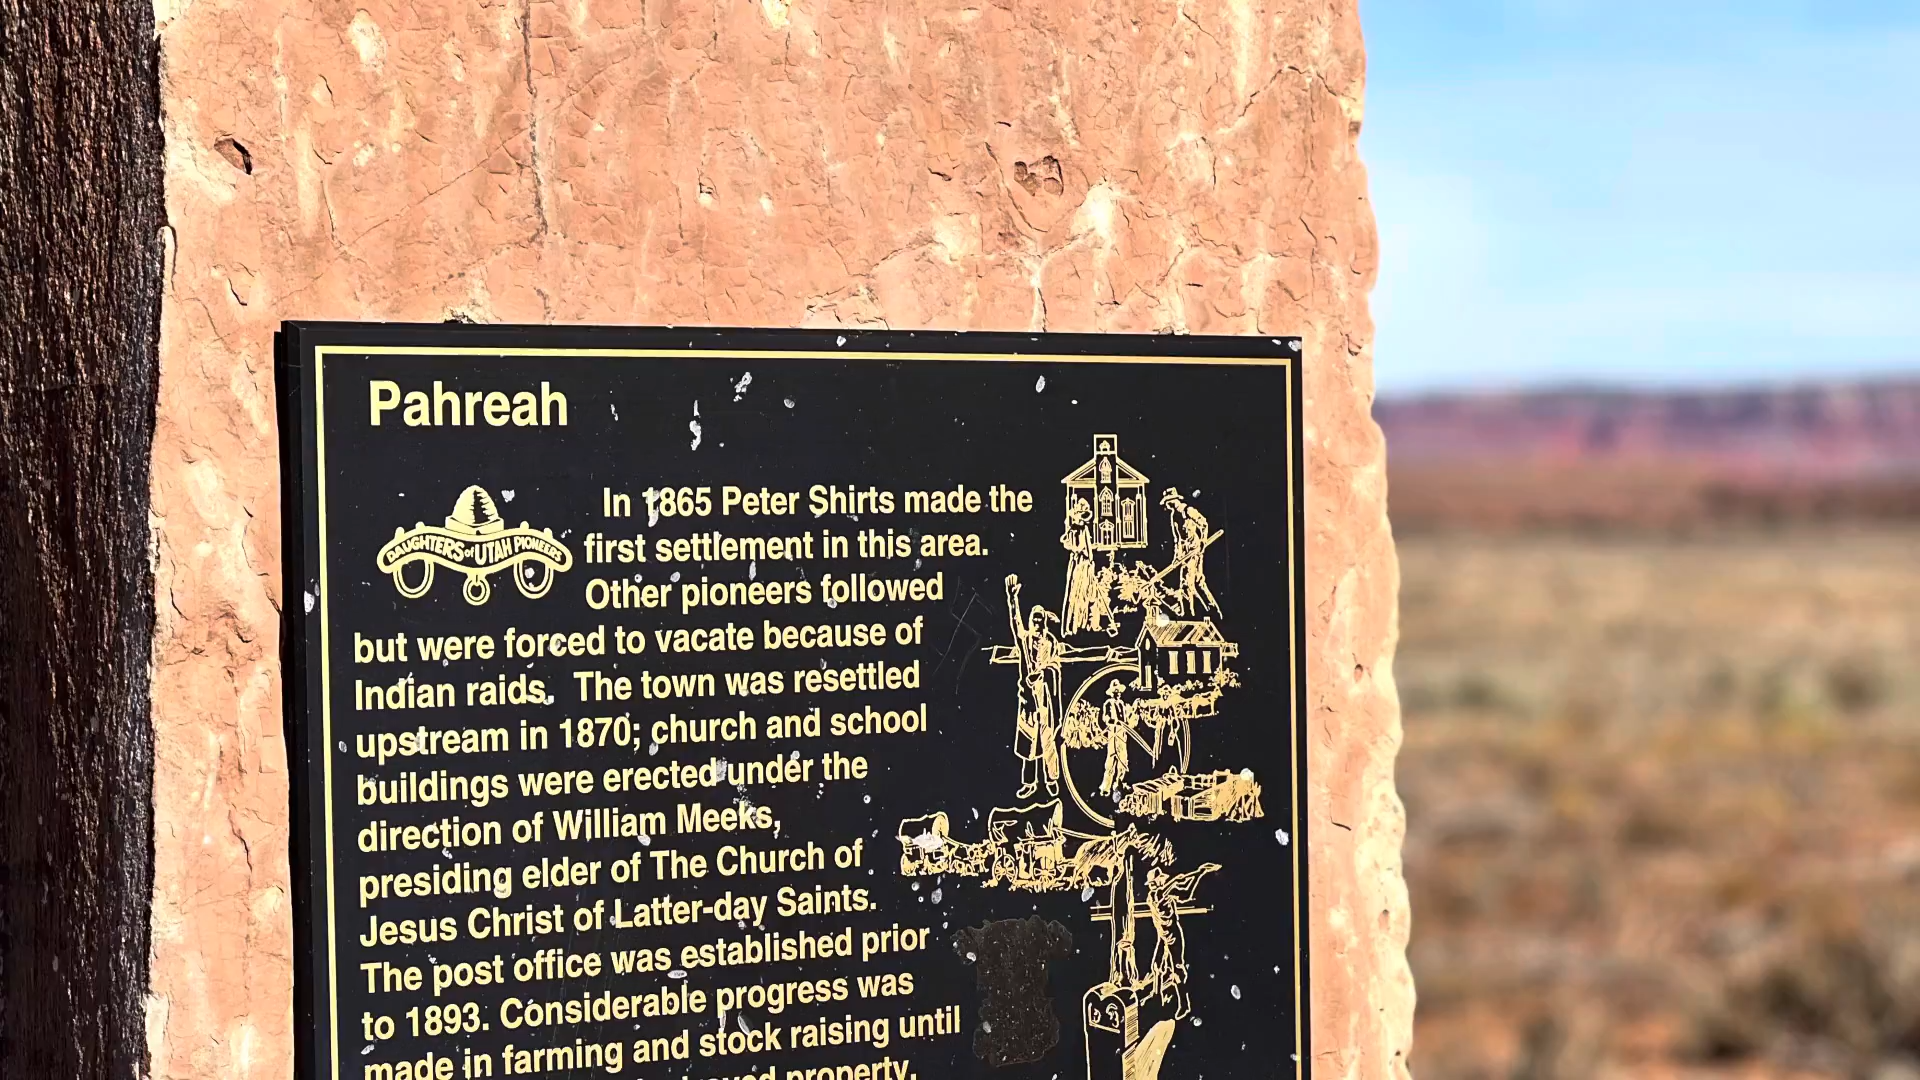 Pahreah
DAUGHTERS of UTAH PIONEERS
In 1865 Peter Shirts made the
first settlement in this area.
Other pioneers followed
but were forced to vacate because of
Indian raids. The town was resettled
upstream in 1870; church and school
buildings were erected under the
direction of William Meeks,
presiding elder of The Church of
Jesus Christ of Latter-day Saints.
The post office was established prior
to 1893. Considerable progress was
made in farming and stock raising until
property.